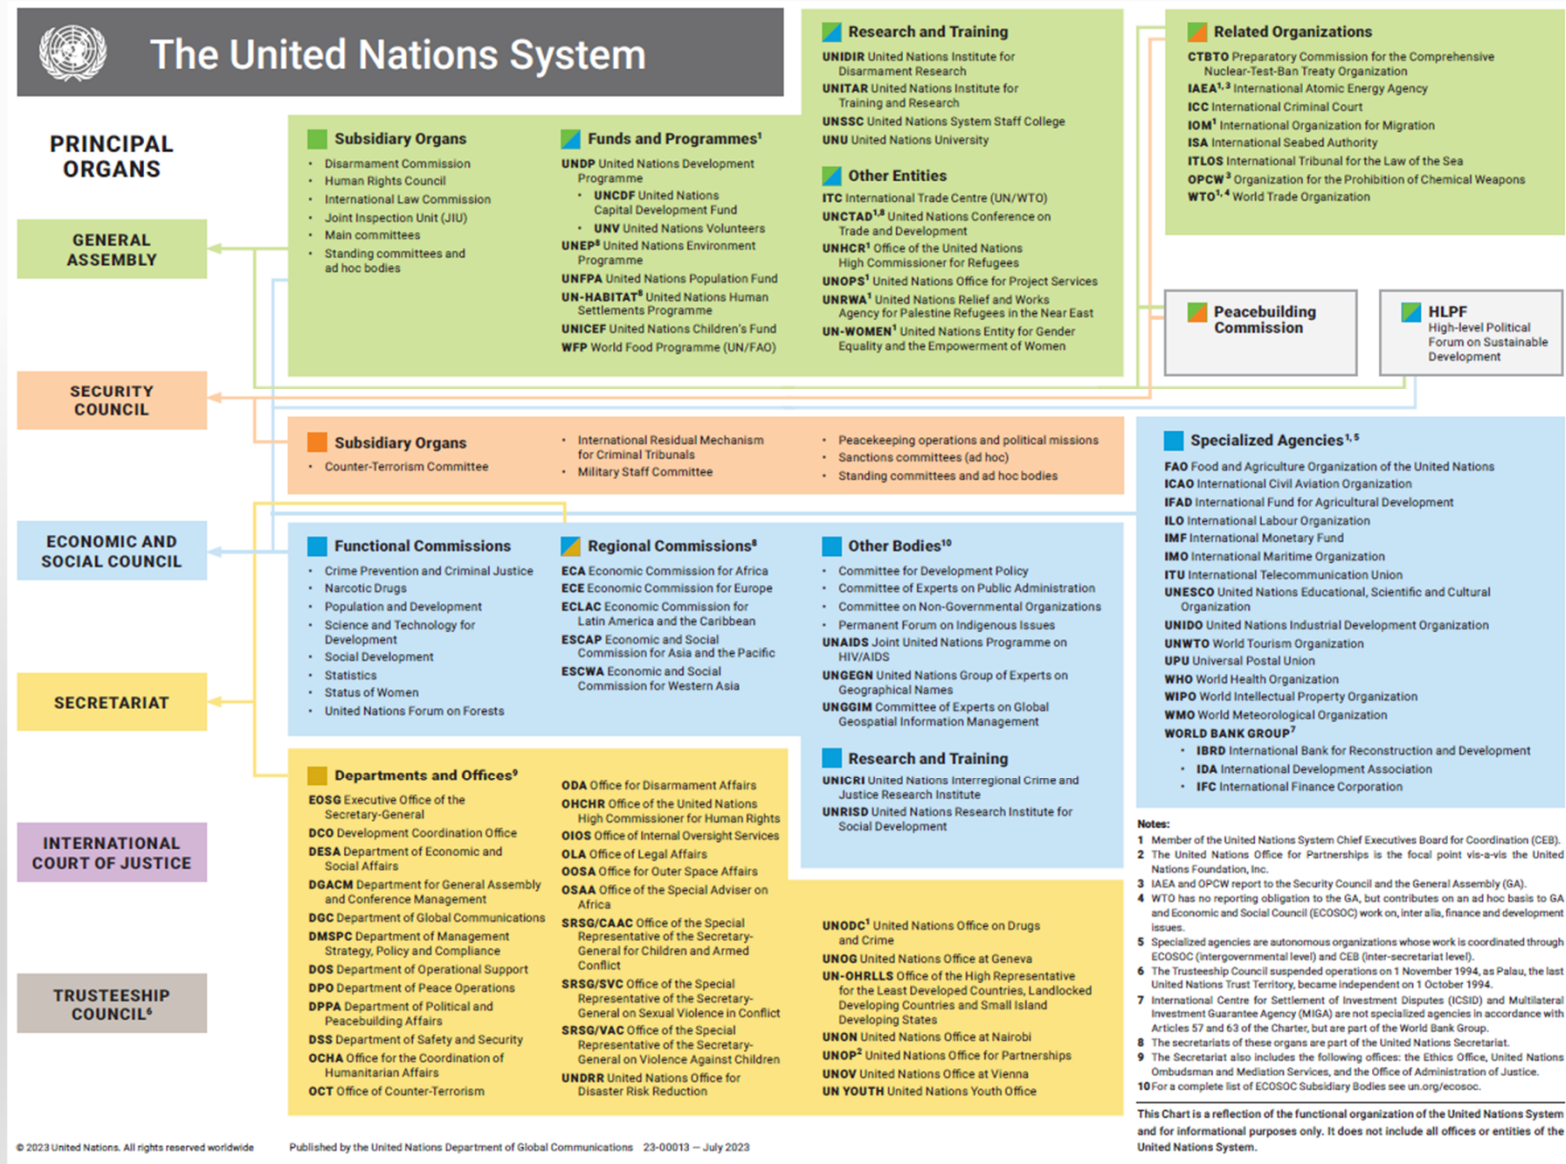 The United Nations System
PRINCIPAL
ORGANS
GENERAL
ASSEMBLY
SECURITY
COUNCIL
ECONOMIC AND
SOCIAL COUNCIL
SECRETARIAT
INTERNATIONAL
COURT OF JUSTICE
TRUSTEESHIP
COUNCIL⁶
Subsidiary Organs
• Disarmament Commission
• Human Rights Council
• International Law Commission
• Joint Inspection Unit (JIU)
• Main committees
• Standing committees and
ad hoc bodies
Funds and Programmes¹
UNDP United Nations Development
Programme
• UNCDF United Nations
Capital Development Fund
• UNV United Nations Volunteers
UNEP⁸ United Nations Environment
Programme
UNFPA United Nations Population Fund
UN-HABITAT⁸ United Nations Human
Settlements Programme
UNICEF United Nations Children's Fund
WFP World Food Programme (UN/FAO)
Research and Training
UNIDIR United Nations Institute for
Disarmament Research
UNITAR United Nations Institute for
Training and Research
UNSSC United Nations System Staff College
UNU United Nations University
Other Entities
ITC International Trade Centre (UN/WTO)
UNCTAD¹,⁸ United Nations Conference on
Trade and Development
UNHCR¹ Office of the United Nations
High Commissioner for Refugees
UNOPS¹ United Nations Office for Project Services
UNRWA¹ United Nations Relief and Works
Agency for Palestine Refugees in the Near East
UN-WOMEN¹ United Nations Entity for Gender
Equality and the Empowerment of Women
Related Organizations
CTBTO Preparatory Commission for the Comprehensive
Nuclear-Test-Ban Treaty Organization
IAEA¹,³ International Atomic Energy Agency
ICC International Criminal Court
IOM¹ International Organization for Migration
ISA International Seabed Authority
ITLOS International Tribunal for the Law of the Sea
OPCW³ Organization for the Prohibition of Chemical Weapons
WTO¹,⁴ World Trade Organization
Peacebuilding
Commission
HLPF
High-level Political
Forum on Sustainable
Development
Subsidiary Organs
• Counter-Terrorism Committee
• International Residual Mechanism
for Criminal Tribunals
• Military Staff Committee
• Peacekeeping operations and political missions
• Sanctions committees (ad hoc)
• Standing committees and ad hoc bodies
Functional Commissions
• Crime Prevention and Criminal Justice
• Narcotic Drugs
• Population and Development
• Science and Technology for
Development
• Social Development
• Statistics
• Status of Women
• United Nations Forum on Forests
Regional Commissions⁸
ECA Economic Commission for Africa
ECE Economic Commission for Europe
ECLAC Economic Commission for
Latin America and the Caribbean
ESCAP Economic and Social
Commission for Asia and the Pacific
ESCWA Economic and Social
Commission for Western Asia
Other Bodies¹⁰
• Committee for Development Policy
• Committee of Experts on Public Administration
• Committee on Non-Governmental Organizations
• Permanent Forum on Indigenous Issues
UNAIDS Joint United Nations Programme on
HIV/AIDS
UNGEGN United Nations Group of Experts on
Geographical Names
UNGGIM Committee of Experts on Global
Geospatial Information Management
Research and Training
UNICRI United Nations Interregional Crime and
Justice Research Institute
UNRISD United Nations Research Institute for
Social Development
Specialized Agencies¹,⁵
FAO Food and Agriculture Organization of the United Nations
ICAO International Civil Aviation Organization
IFAD International Fund for Agricultural Development
ILO International Labour Organization
IMF International Monetary Fund
IMO International Maritime Organization
ITU International Telecommunication Union
UNESCO United Nations Educational, Scientific and Cultural
Organization
UNIDO United Nations Industrial Development Organization
UNWTO World Tourism Organization
UPU Universal Postal Union
WHO World Health Organization
WIPO World Intellectual Property Organization
WMO World Meteorological Organization
WORLD BANK GROUP⁷
• IBRD International Bank for Reconstruction and Development
• IDA International Development Association
• IFC International Finance Corporation
Departments and Offices⁹
EOSG Executive Office of the
Secretary-General
DCO Development Coordination Office
DESA Department of Economic and
Social Affairs
DGACM Department for General Assembly
and Conference Management
DGC Department of Global Communications
DMSPC Department of Management
Strategy, Policy and Compliance
DOS Department of Operational Support
DPO Department of Peace Operations
DPPA Department of Political and
Peacebuilding Affairs
DSS Department of Safety and Security
OCHA Office for the Coordination of
Humanitarian Affairs
OCT Office of Counter-Terrorism
ODA Office for Disarmament Affairs
OHCHR Office of the United Nations
High Commissioner for Human Rights
OIOS Office of Internal Oversight Services
OLA Office of Legal Affairs
OOSA Office for Outer Space Affairs
OSAA Office of the Special Adviser on
Africa
SRSG/CAAC Office of the Special
Representative of the Secretary-
General for Children and Armed
Conflict
SRSG/SVC Office of the Special
Representative of the Secretary-
General on Sexual Violence in Conflict
SRSG/VAC Office of the Special
Representative of the Secretary-
General on Violence Against Children
UNDRR United Nations Office for
Disaster Risk Reduction
UNODC¹ United Nations Office on Drugs
and Crime
UNOG United Nations Office at Geneva
UN-OHRLLS Office of the High Representative
for the Least Developed Countries, Landlocked
Developing Countries and Small Island
Developing States
UNON United Nations Office at Nairobi
UNOP² United Nations Office for Partnerships
UNOV United Nations Office at Vienna
UN YOUTH United Nations Youth Office
Notes:
1 Member of the United Nations System Chief Executives Board for Coordination (CEB).
2 The United Nations Office for Partnerships is the focal point vis-a-vis the United
Nations Foundation, Inc.
3 IAEA and OPCW report to the Security Council and the General Assembly (GA).
4 WTO has no reporting obligation to the GA, but contributes on an ad hoc basis to GA
and Economic and Social Council (ECOSOC) work on, inter alia, finance and development
issues.
5 Specialized agencies are autonomous organizations whose work is coordinated through
ECOSOC (intergovernmental level) and CEB (inter-secretariat level).
6 The Trusteeship Council suspended operations on 1 November 1994, as Palau, the last
United Nations Trust Territory, became independent on 1 October 1994.
7 International Centre for Settlement of Investment Disputes (ICSID) and Multilateral
Investment Guarantee Agency (MIGA) are not specialized agencies in accordance with
Articles 57 and 63 of the Charter, but are part of the World Bank Group.
8 The secretariats of these organs are part of the United Nations Secretariat.
9 The Secretariat also includes the following offices: the Ethics Office, United Nations
Ombudsman and Mediation Services, and the Office of Administration of Justice.
10 For a complete list of ECOSOC Subsidiary Bodies see un.org/ecosoc.
This Chart is a reflection of the functional organization of the United Nations System
and for informational purposes only. It does not include all offices or entities of the
United Nations System.
© 2023 United Nations. All rights reserved worldwide
Published by the United Nations Department of Global Communications 23-00013 — July 2023